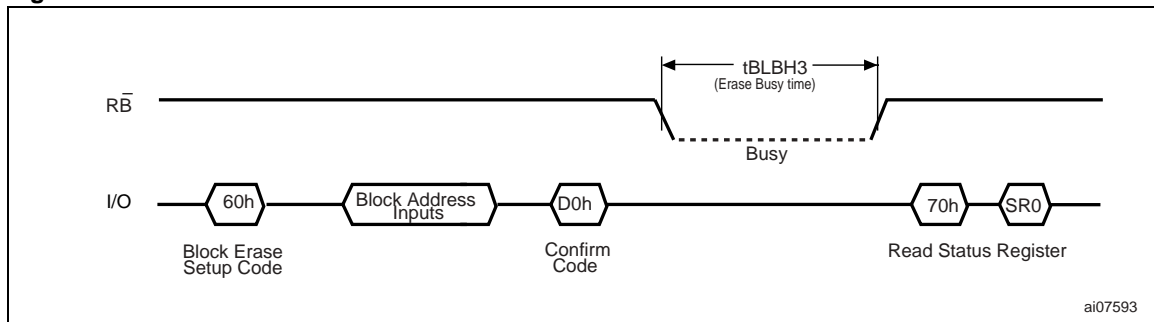 tBLBH3
(Erase Busy time)
RB̅
Busy
I/O
60h
Block Address
Inputs
D0h
70h
SR0
Block Erase
Setup Code
Confirm
Code
Read Status Register
ai07593